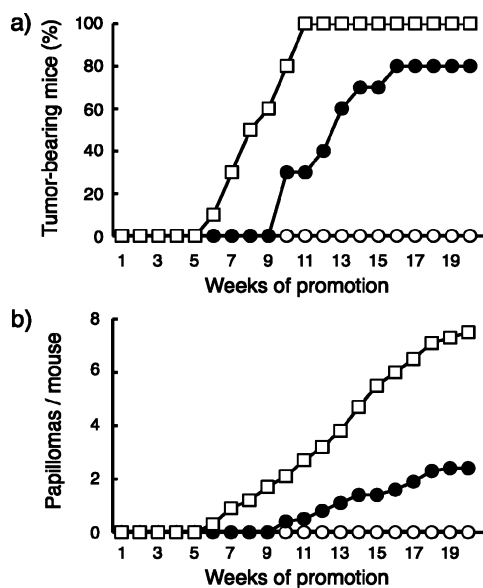 a)
Tumor-bearing mice (%)
100
80
60
40
20
0
1 3 5 7 9 11 13 15 17 19
Weeks of promotion
b)
Papillomas / mouse
8
6
4
2
0
1 3 5 7 9 11 13 15 17 19
Weeks of promotion